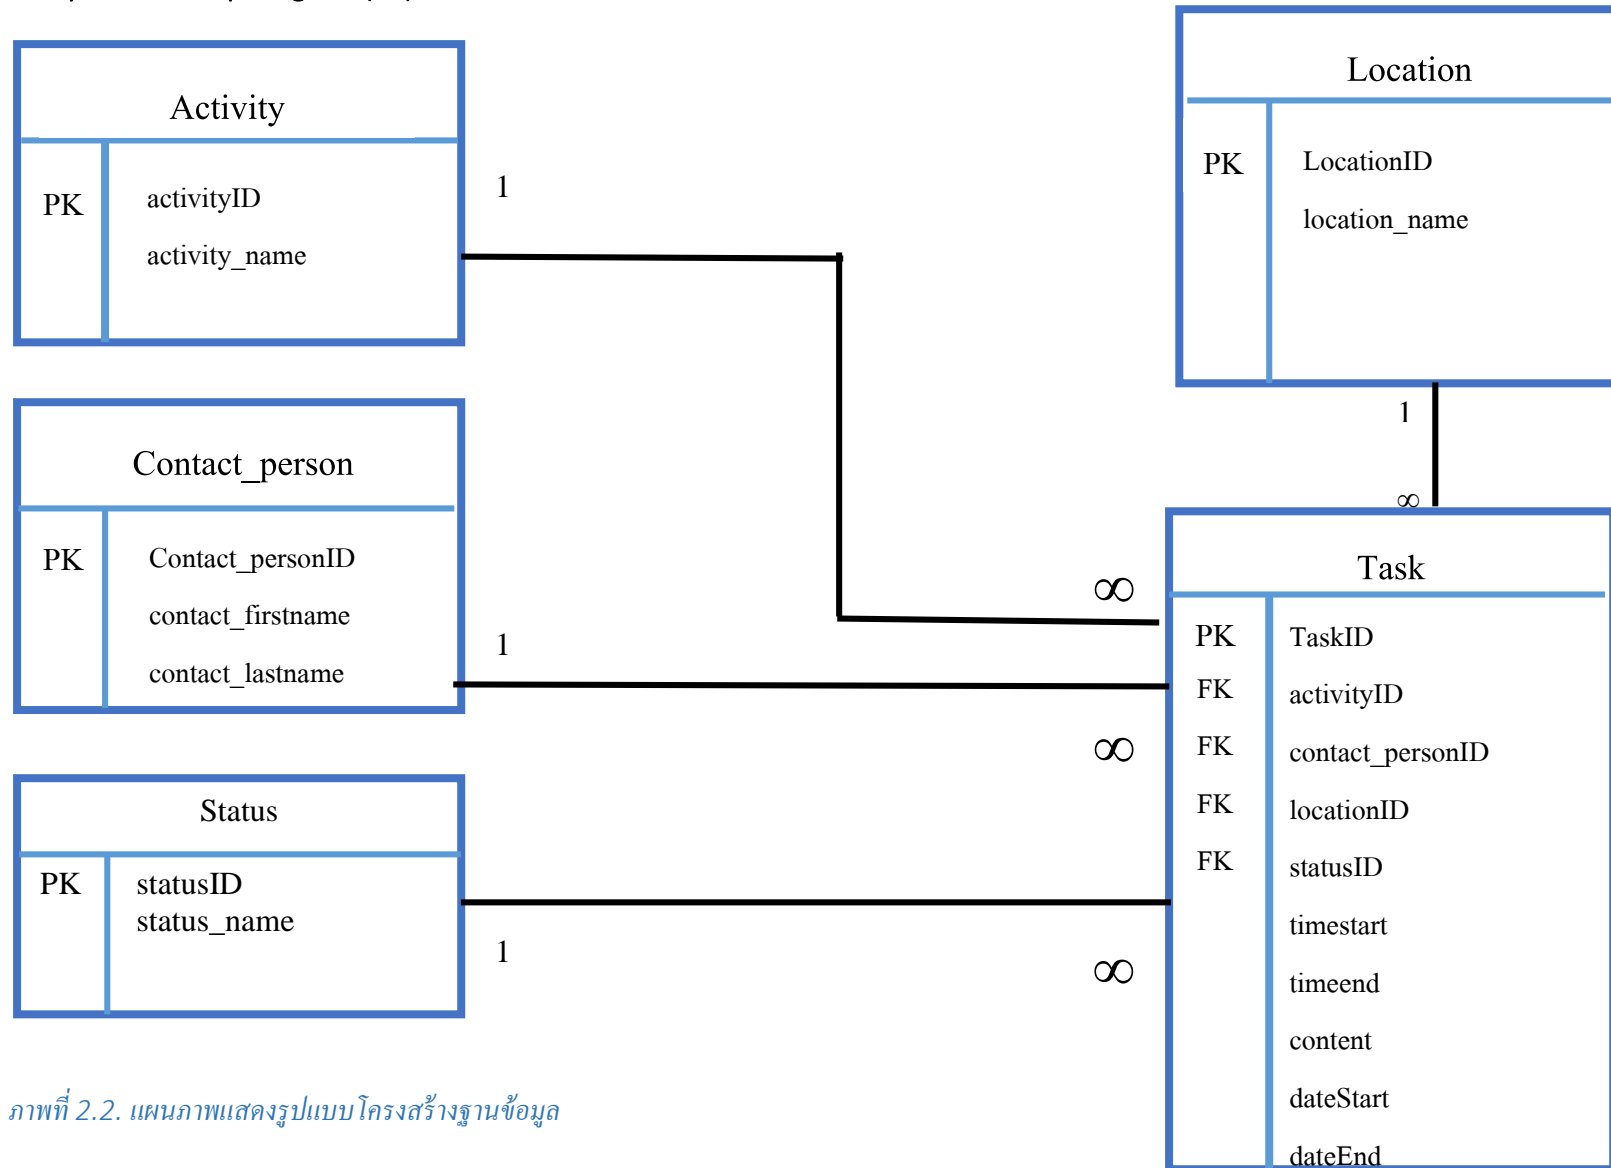 Activity
PK
activityID
activity_name
1
Location
PK
LocationID
location_name
1
∞
Contact_person
PK
Contact_personID
contact_firstname
contact_lastname
1
∞
∞
Status
PK
statusID
status_name
1
∞
Task
PK TaskID
FK activityID
FK contact_personID
FK locationID
FK statusID
timestart
timeend
content
dateStart
dateEnd
ภาพที่ 2.2. แผนภาพแสดงรูปแบบโครงสร้างฐานข้อมูล